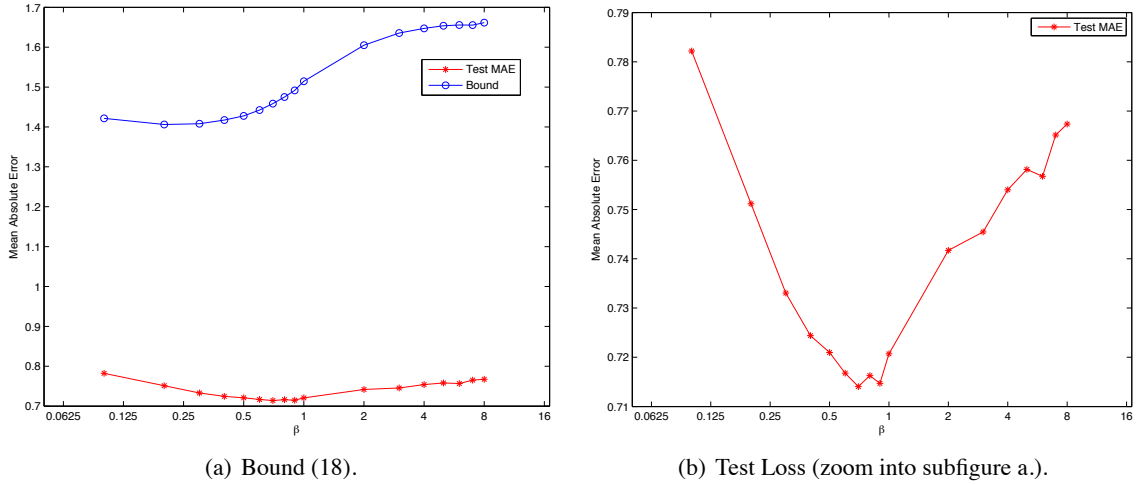 1.7
1.6
1.5
1.4
1.3
1.2
1.1
1
0.9
0.8
0.7
Mean Absolute Error
Test MAE
Bound
0.0625 0.125 0.25 0.5 1 2 4 8 16
β
(a) Bound (18).
0.79
0.78
0.77
0.76
0.75
0.74
0.73
0.72
0.71
Mean Absolute Error
Test MAE
0.0625 0.125 0.25 0.5 1 2 4 8 16
β
(b) Test Loss (zoom into subfigure a.).